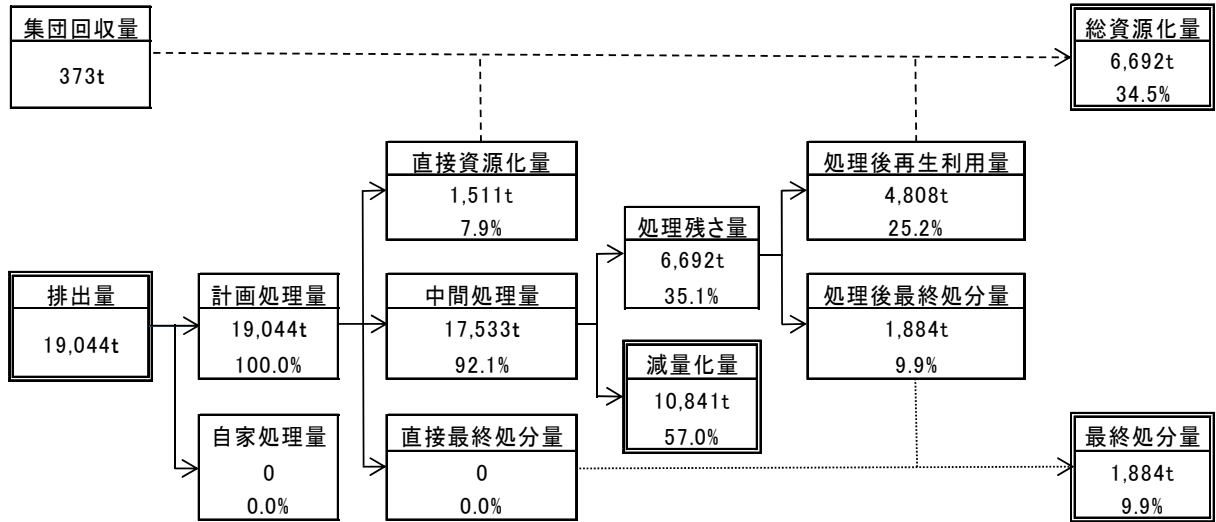 集団回収量
373t
総資源化量
6,692t
34.5%
直接資源化量
1,511t
7.9%
処理後再生利用量
4,808t
25.2%
処理残さ量
6,692t
35.1%
排出量
19,044t
計画処理量
19,044t
100.0%
中間処理量
17,533t
92.1%
処理後最終処分量
1,884t
9.9%
減量化量
10,841t
57.0%
自家処理量
0
0.0%
直接最終処分量
0
0.0%
最終処分量
1,884t
9.9%